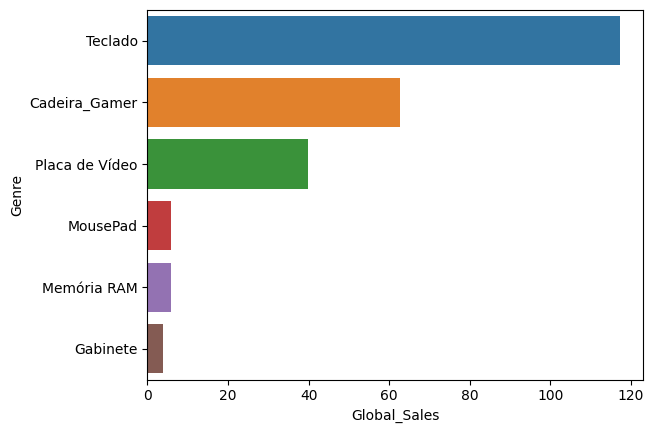 Teclado
Cadeira_Gamer
Placa de Vídeo
MousePad
Memória RAM
Gabinete
Genre
0 20 40 60 80 100 120
Global_Sales